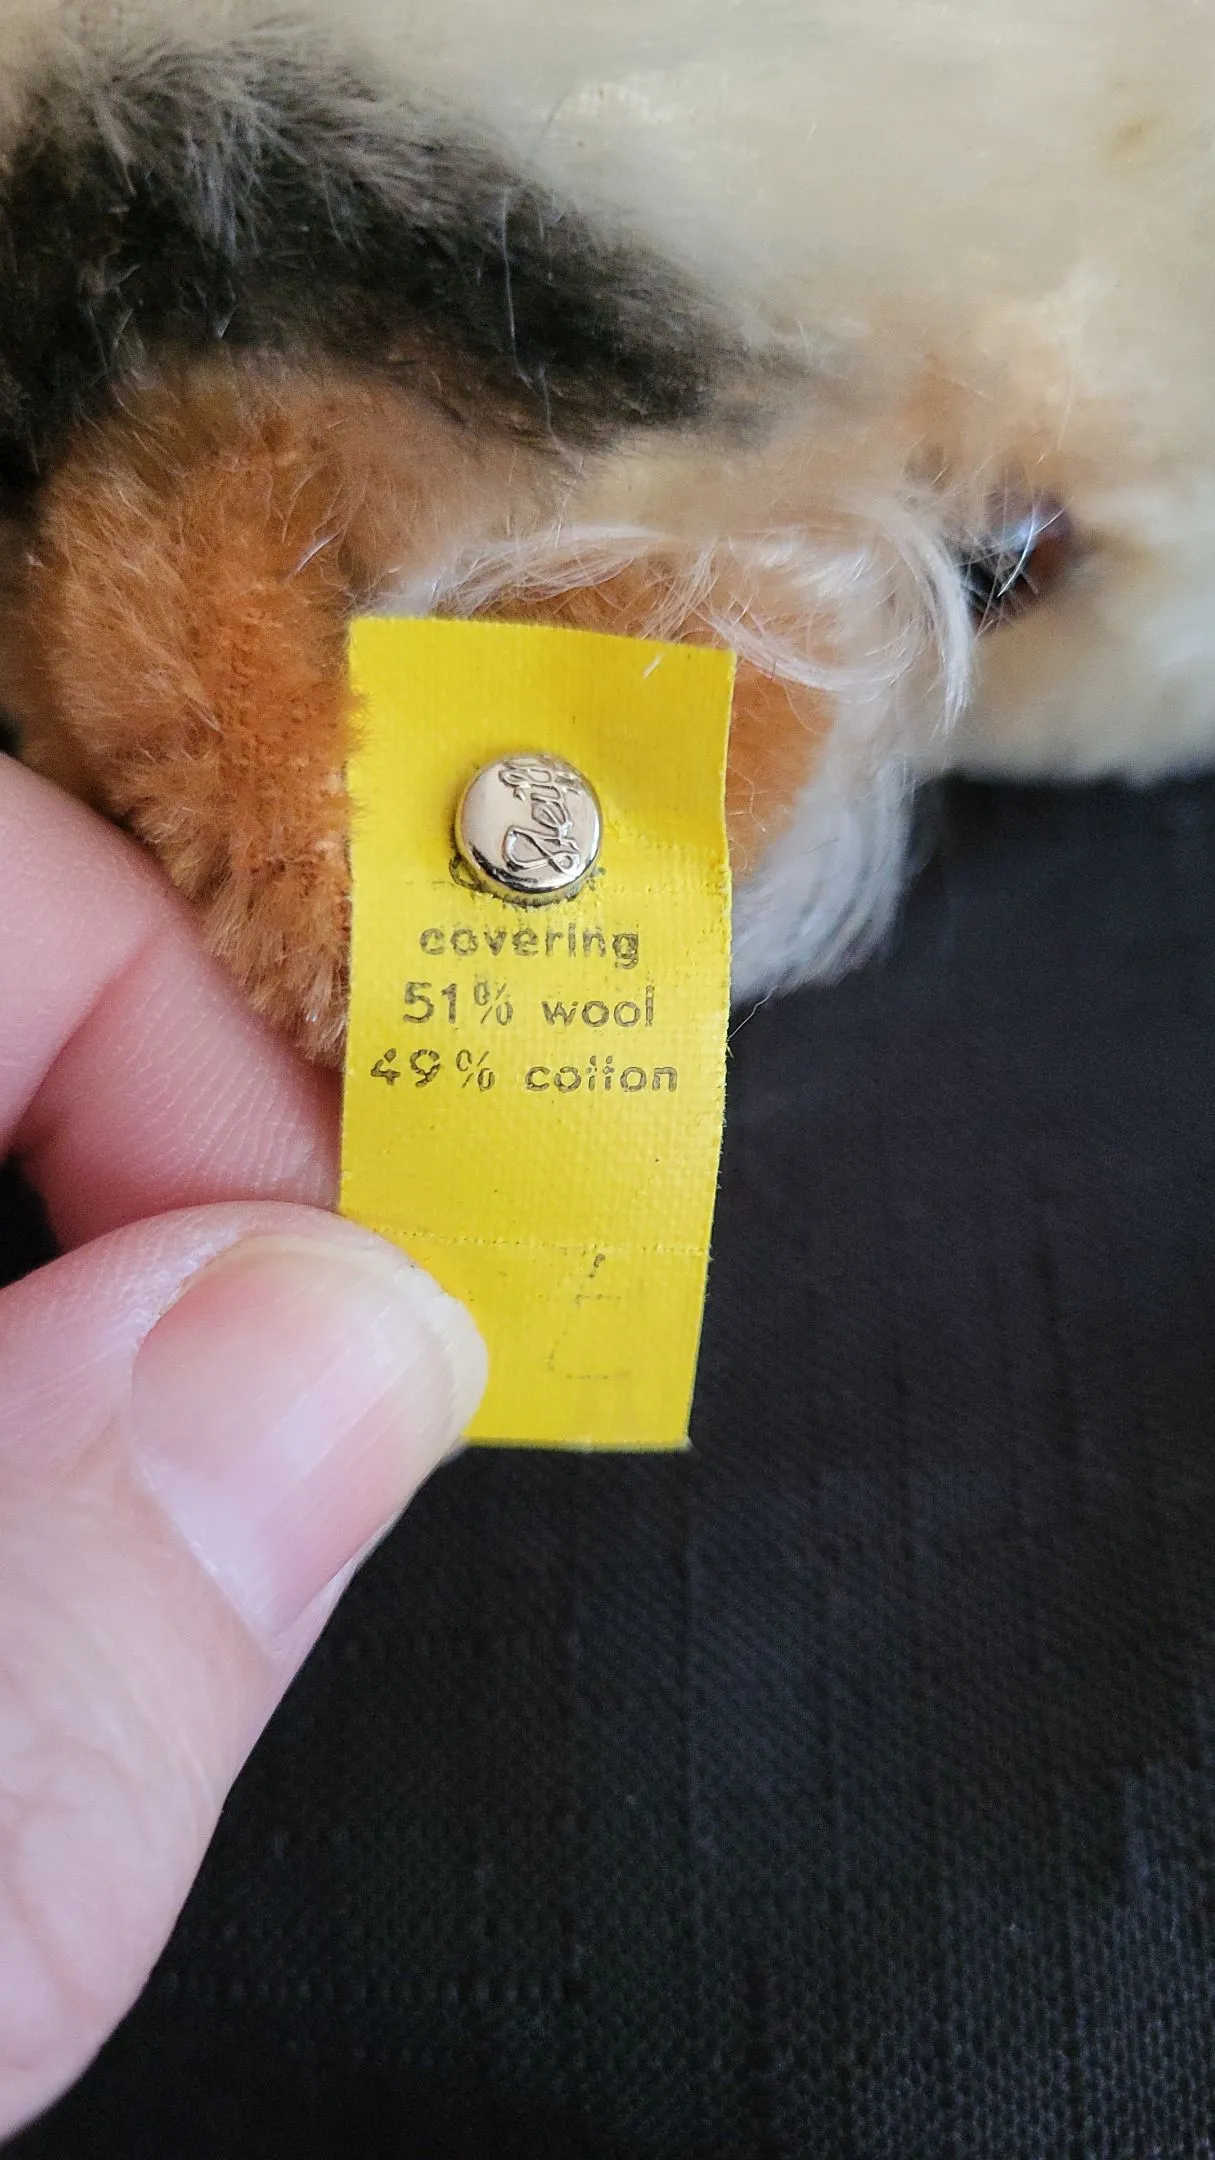 Steiff
covering
51% wool
49% cotton